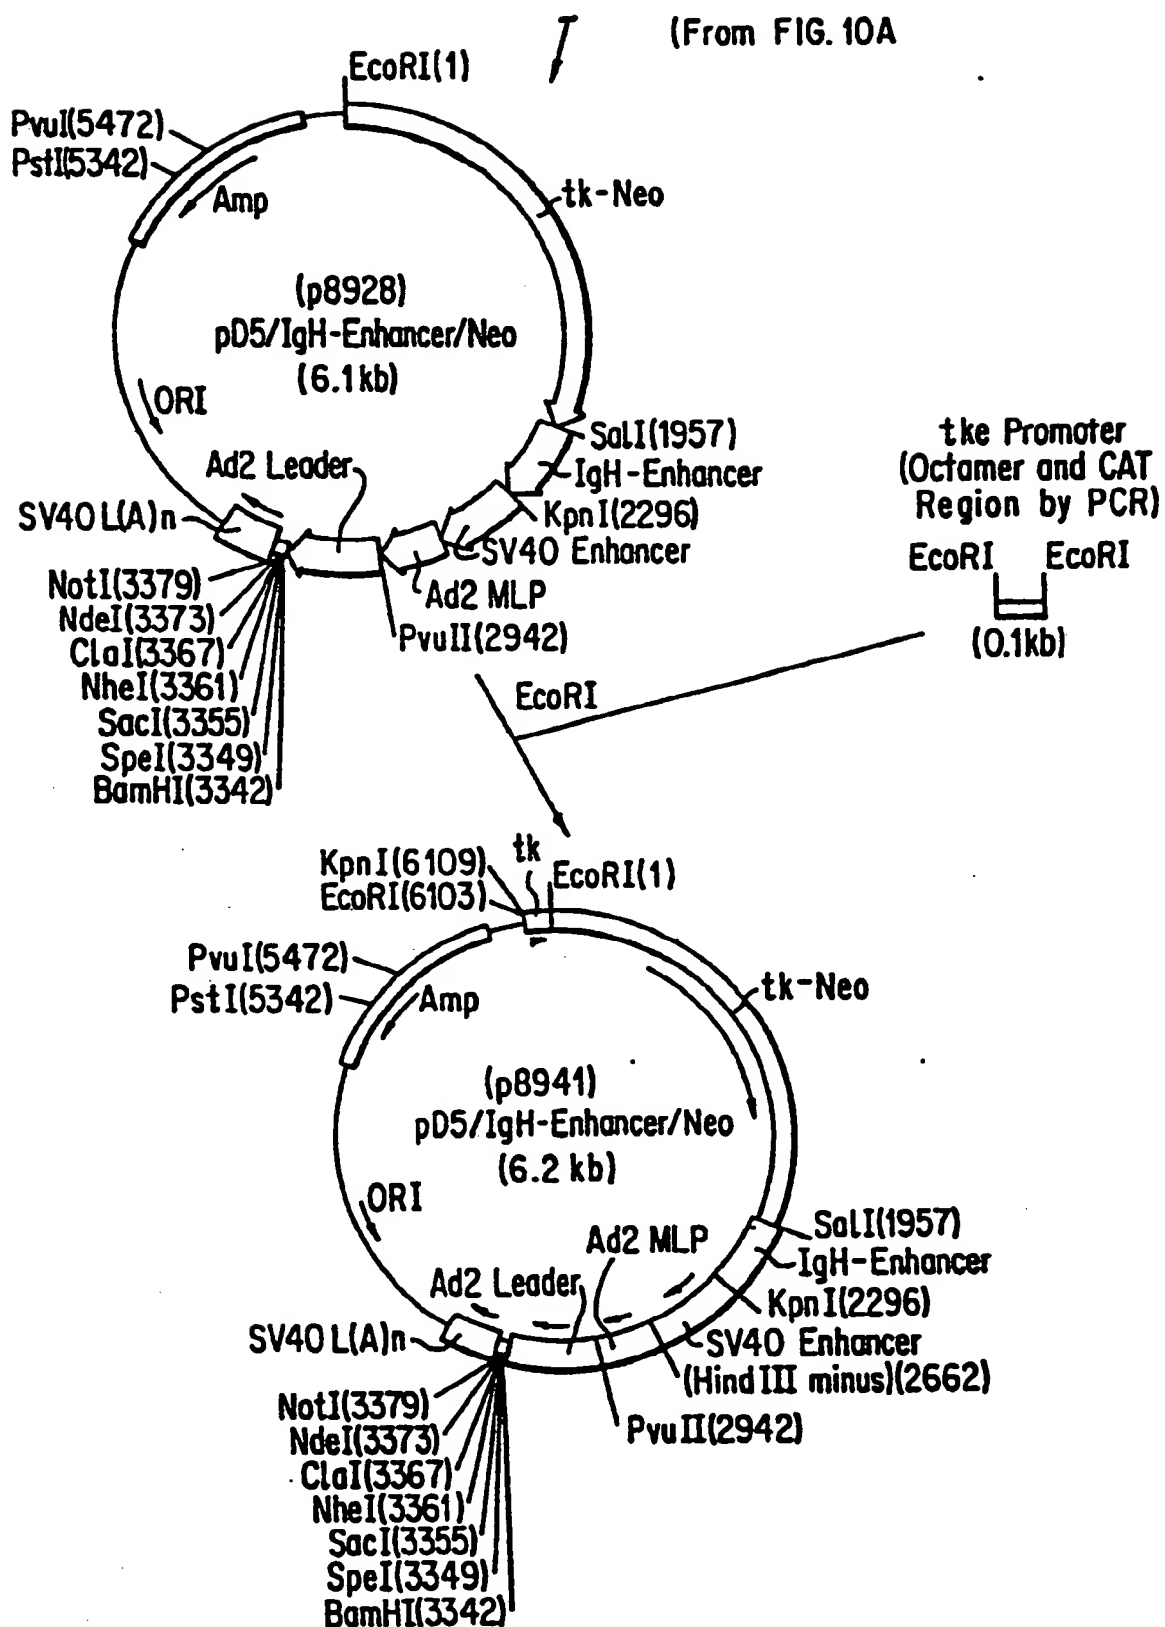 (From FIG. 10A
EcoRI(1)
PvuI(5472)
PstI(5342)
Amp
tk-Neo
(p8928)
pD5/IgH-Enhancer/Neo
(6.1kb)
ORI
SalI(1957)
IgH-Enhancer
Ad2 Leader
KpnI(2296)
SV40 L(A)n
SV40 Enhancer
Ad2 MLP
PvuII(2942)
NotI(3379)
NdeI(3373)
ClaI(3367)
NheI(3361)
SacI(3355)
SpeI(3349)
BamHI(3342)
tke Promoter
(Octamer and CAT
Region by PCR)
EcoRI EcoRI
(0.1kb)
EcoRI
tk
KpnI(6109)
EcoRI(6103)
EcoRI(1)
PvuI(5472)
PstI(5342)
Amp
tk-Neo
(p8941)
pD5/IgH-Enhancer/Neo
(6.2 kb)
ORI
SalI(1957)
IgH-Enhancer
Ad2 MLP
Ad2 Leader
KpnI(2296)
SV40 L(A)n
SV40 Enhancer
(Hind III minus)(2662)
PvuII(2942)
NotI(3379)
NdeI(3373)
ClaI(3367)
NheI(3361)
SacI(3355)
SpeI(3349)
BamHI(3342)